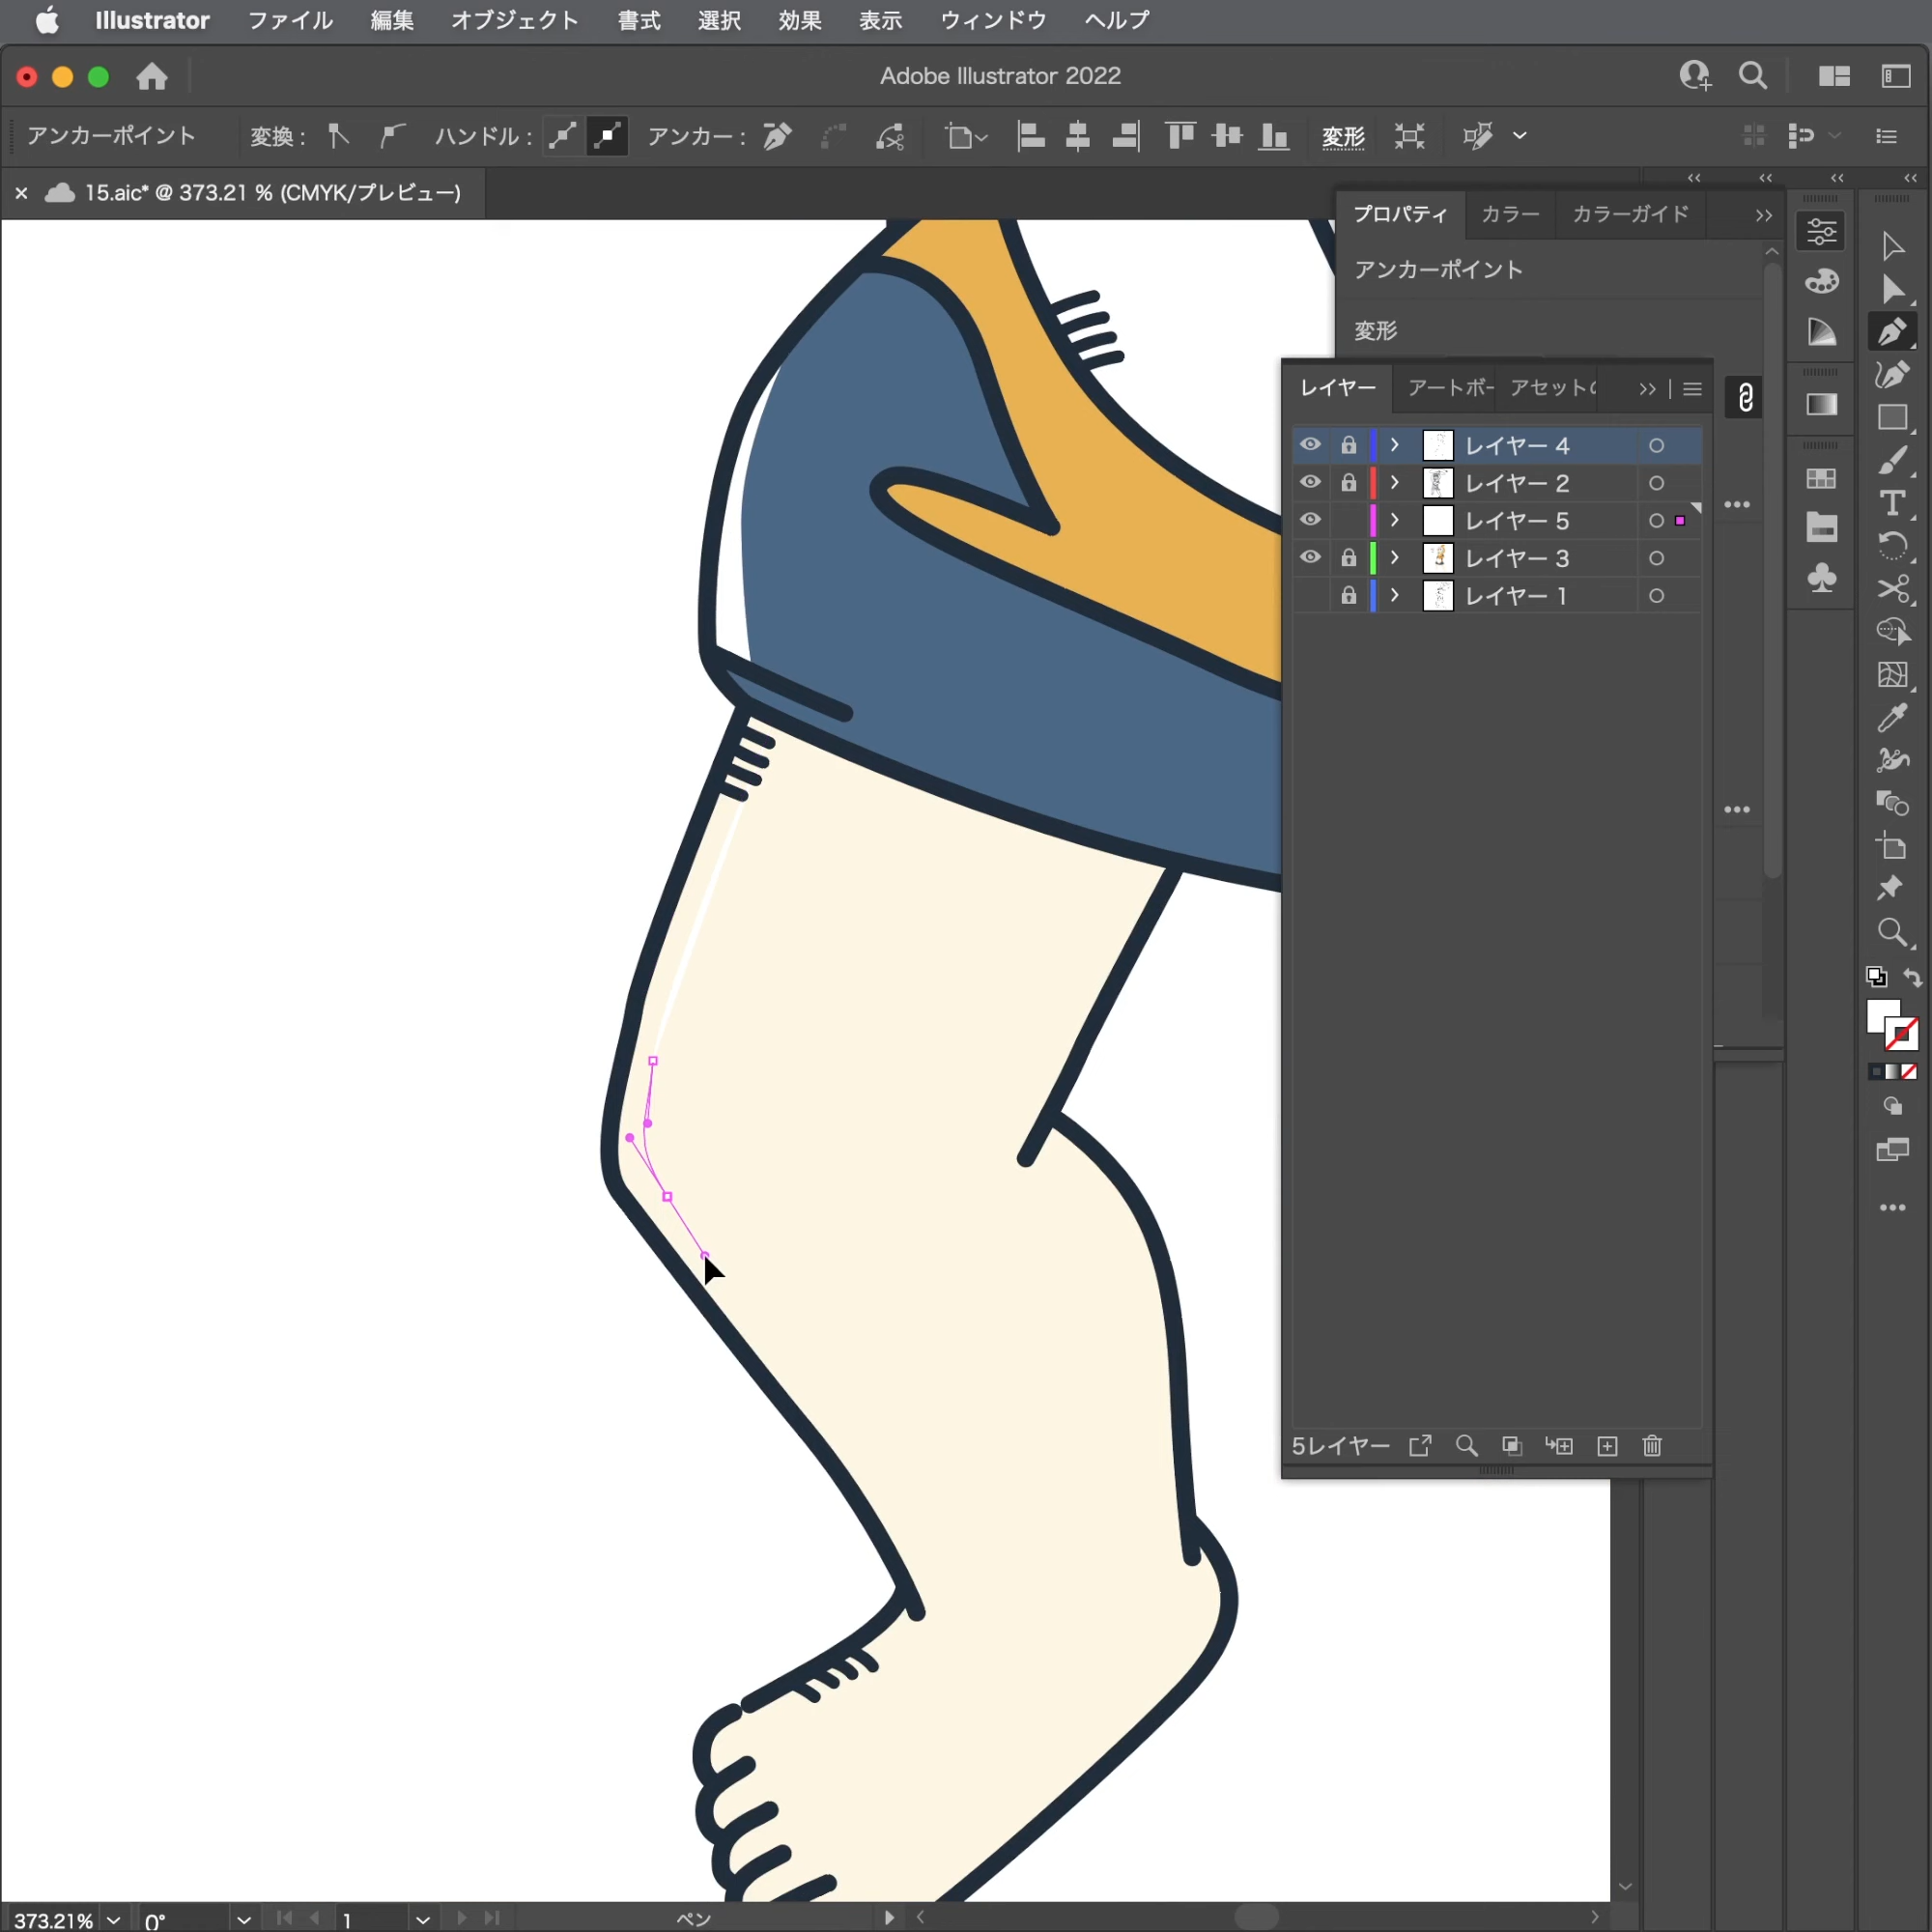 Illustrator ファイル 編集 オブジェクト 書式 選択 効果 表示 ウィンドウ ヘルプ
Adobe Illustrator 2022
アンカーポイント 変換： ハンドル： アンカー： 変形
15.aic* @ 373.21 % (CMYK/プレビュー)
プロパティ カラー カラーガイド
アンカーポイント
変形
レイヤー アートボー アセットの
レイヤー 4
レイヤー 2
レイヤー 5
レイヤー 3
レイヤー 1
5レイヤー
373.21% 0° 1 ペン